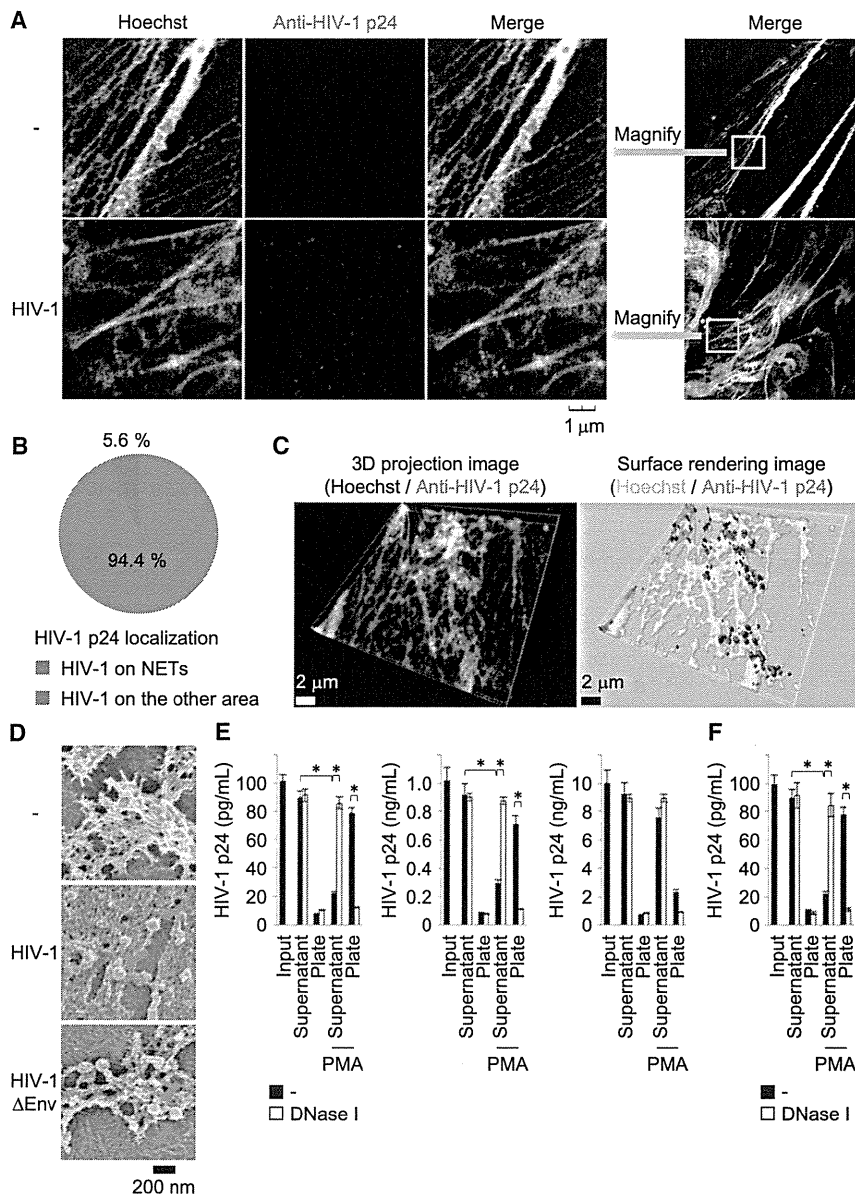 A
Hoechst
Anti-HIV-1 p24
Merge
Merge
-
Magnify
HIV-1
Magnify
1 μm
B
5.6 %
94.4 %
HIV-1 p24 localization
HIV-1 on NETs
HIV-1 on the other area
C
3D projection image
(Hoechst / Anti-HIV-1 p24)
Surface rendering image
(Hoechst / Anti-HIV-1 p24)
2 μm
2 μm
D
-
HIV-1
HIV-1
ΔEnv
200 nm
E
HIV-1 p24 (pg/mL)
100
80
60
40
20
0
* *
*
Input
Supernatant
Plate
Supernatant
Plate
PMA
HIV-1 p24 (ng/mL)
1.0
0.8
0.6
0.4
0.2
0
* *
*
Input
Supernatant
Plate
Supernatant
Plate
PMA
HIV-1 p24 (ng/mL)
10
8
6
4
2
0
Input
Supernatant
Plate
Supernatant
Plate
PMA
-
DNase I
F
HIV-1 p24 (pg/mL)
100
80
60
40
20
0
* *
*
Input
Supernatant
Plate
Supernatant
Plate
PMA
-
DNase I